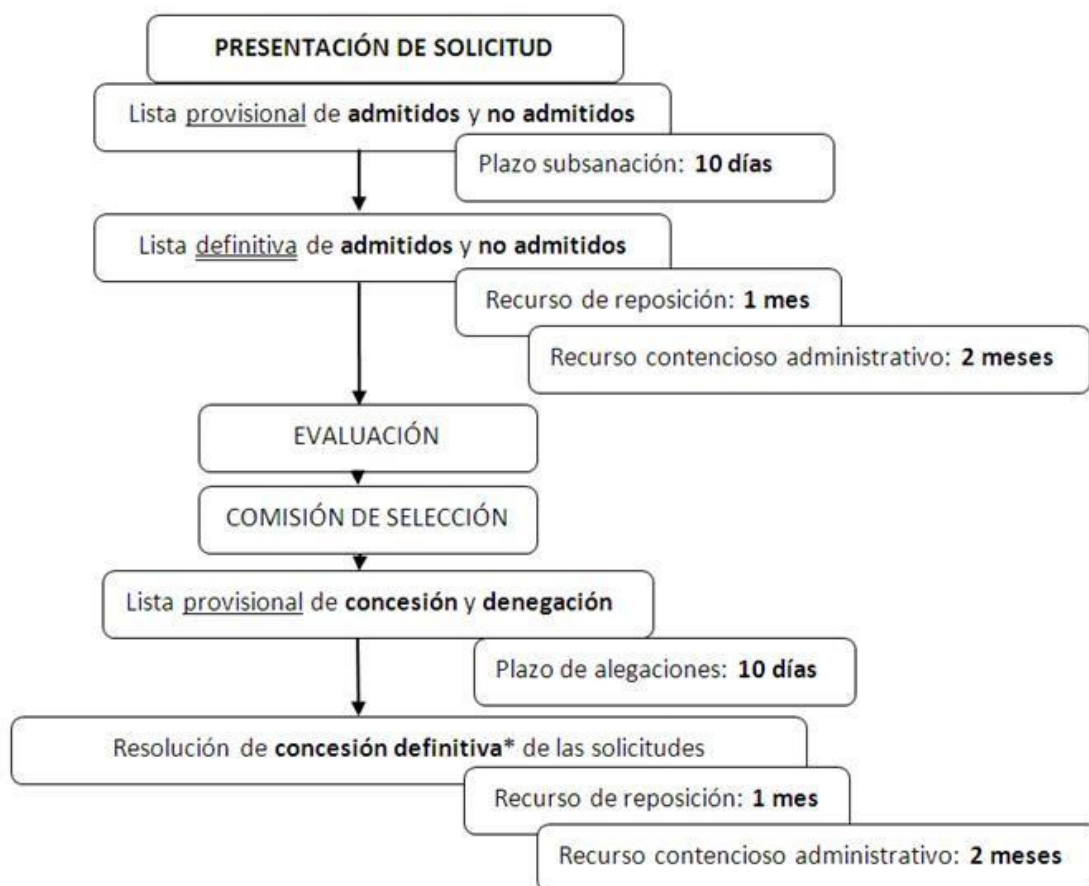 PRESENTACIÓN DE SOLICITUD
Lista provisional de admitidos y no admitidos
Plazo subsanación: 10 días
Lista definitiva de admitidos y no admitidos
Recurso de reposición: 1 mes
Recurso contencioso administrativo: 2 meses
EVALUACIÓN
COMISIÓN DE SELECCIÓN
Lista provisional de concesión y denegación
Plazo de alegaciones: 10 días
Resolución de concesión definitiva* de las solicitudes
Recurso de reposición: 1 mes
Recurso contencioso administrativo: 2 meses